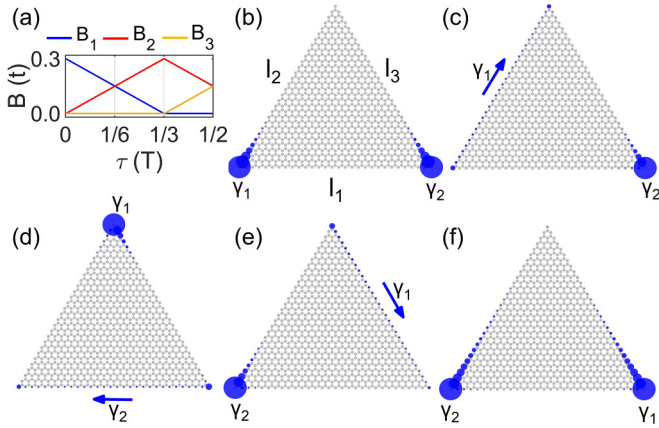 (a)
B₁ B₂ B₃
B (t)
0.3
0.0
0 1/6 1/3 1/2
τ (T)
(b)
l₂ l₃
γ₁ γ₂
l₁
(c)
γ₁
γ₂
(d)
γ₁
γ₂
(e)
γ₁
γ₂
(f)
γ₂ γ₁